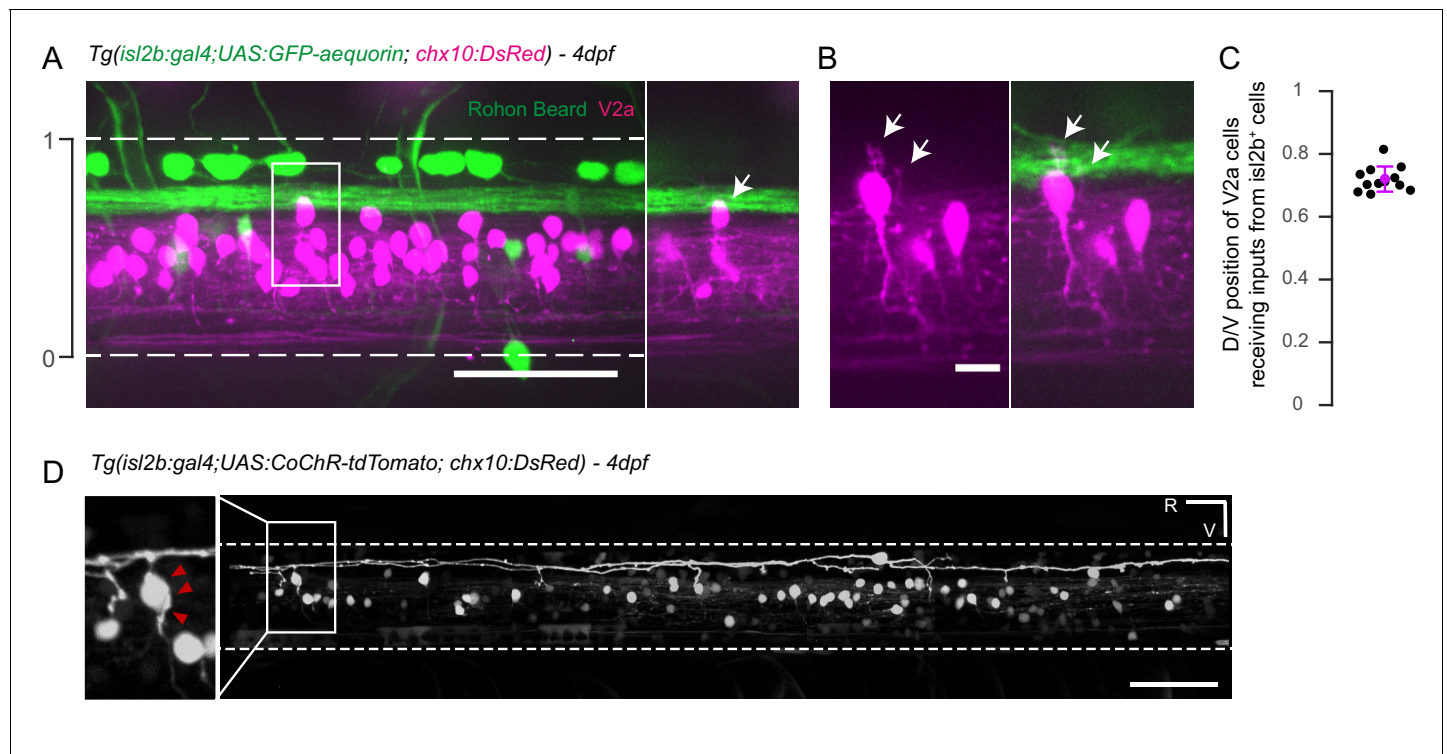 A
Tg(isl2b:gal4;UAS:GFP-aequorin; chx10:DsRed) - 4dpf
Rohon Beard V2a
1
0
B
C
D/V position of V2a cells
receiving inputs from isl2b⁺ cells
1
0.8
0.6
0.4
0.2
0
D
Tg(isl2b:gal4;UAS:CoChR-tdTomato; chx10:DsRed) - 4dpf
R
V